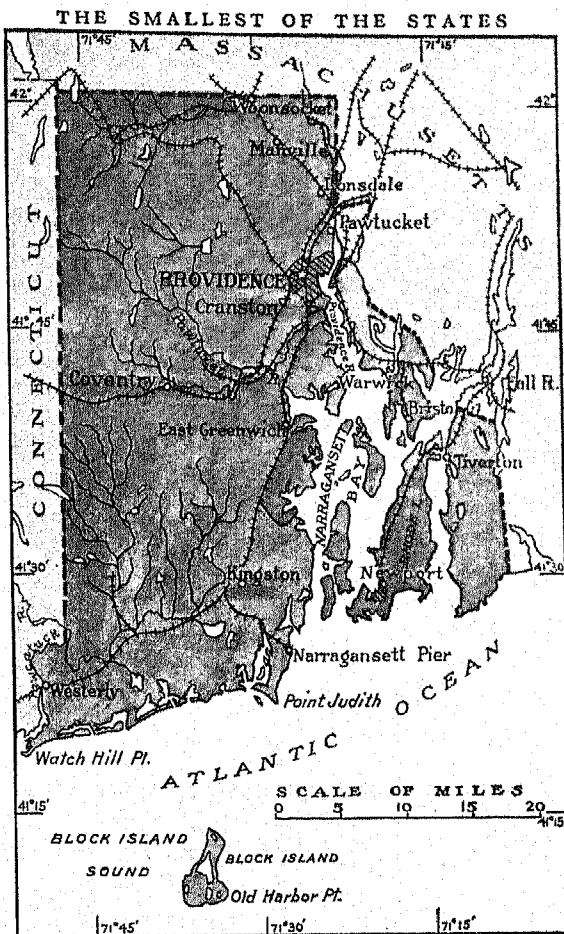 THE SMALLEST OF THE STATES
71°45'
71°15'
MASSACHUSETTS
42°
42°
Woonsocket
Manville
Lonsdale
Pawtucket
CONNECTICUT
PROVIDENCE
Cranston
41°45'
41°45'
Providence R.
Pawtuxet R.
Coventry
Warwick
Fall R.
Bristol
East Greenwich
Tiverton
NARRAGANSETT
BAY
41°30
41°30
Kingston
Newport
Narragansett Pier
Westerly
Point Judith
ATLANTIC OCEAN
Watch Hill Pt.
SCALE OF MILES
0 5 10 15 20
41°15'
41°15'
BLOCK ISLAND
SOUND
BLOCK ISLAND
Old Harbor Pt.
71°45'
71°30'
71°15'